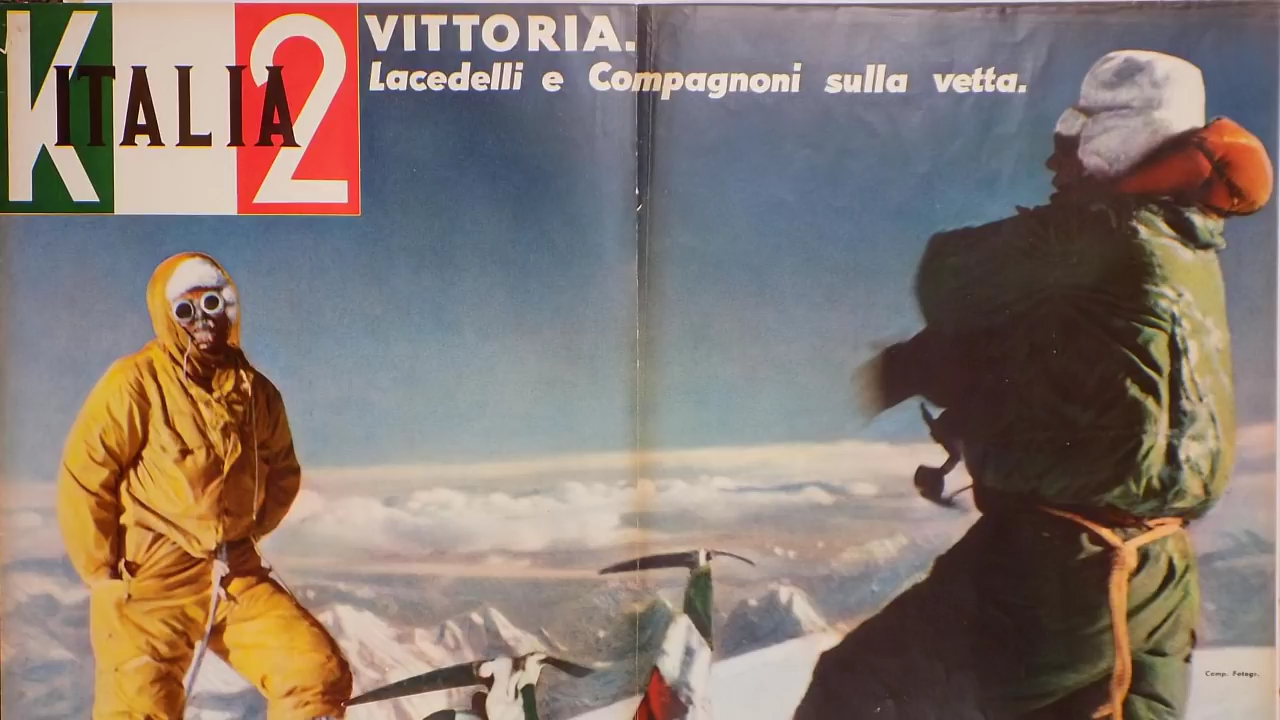 K2
ITALIA
VITTORIA.
Lacedelli e Compagnoni sulla vetta.
Comp. Fotogr.